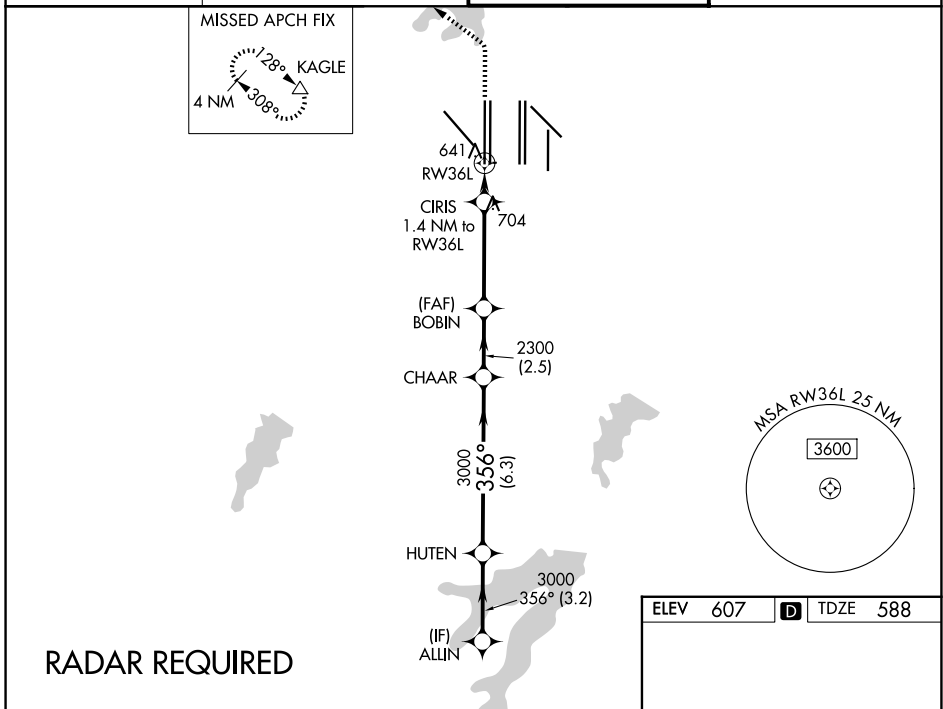 MISSED APCH FIX
128°
KAGLE
4 NM
308°
641
RW36L
CIRIS
1.4 NM to
RW36L
704
(FAF)
BOBIN
2300
(2.5)
CHAAR
MSA RW36L 25 NM
3600
3000
356°
(6.3)
HUTEN
3000
356° (3.2)
(IF)
ALLIN
RADAR REQUIRED
ELEV 607 D TDZE 588